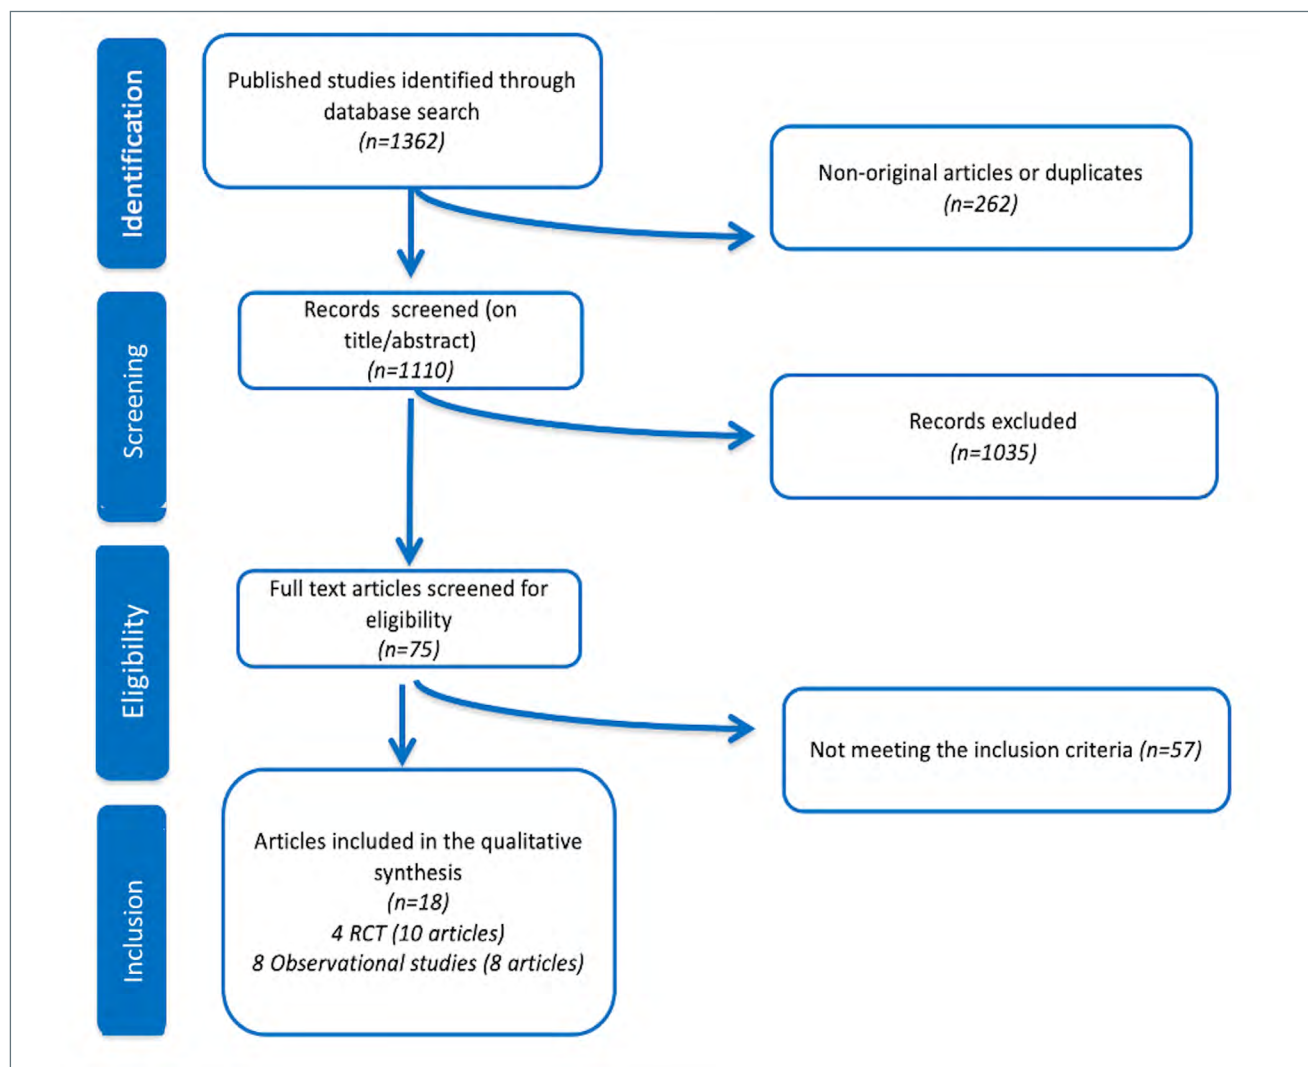 Identification
Published studies identified through
database search
(n=1362)
Non-original articles or duplicates
(n=262)
Screening
Records screened (on
title/abstract)
(n=1110)
Records excluded
(n=1035)
Eligibility
Full text articles screened for
eligibility
(n=75)
Not meeting the inclusion criteria (n=57)
Inclusion
Articles included in the qualitative
synthesis
(n=18)
4 RCT (10 articles)
8 Observational studies (8 articles)